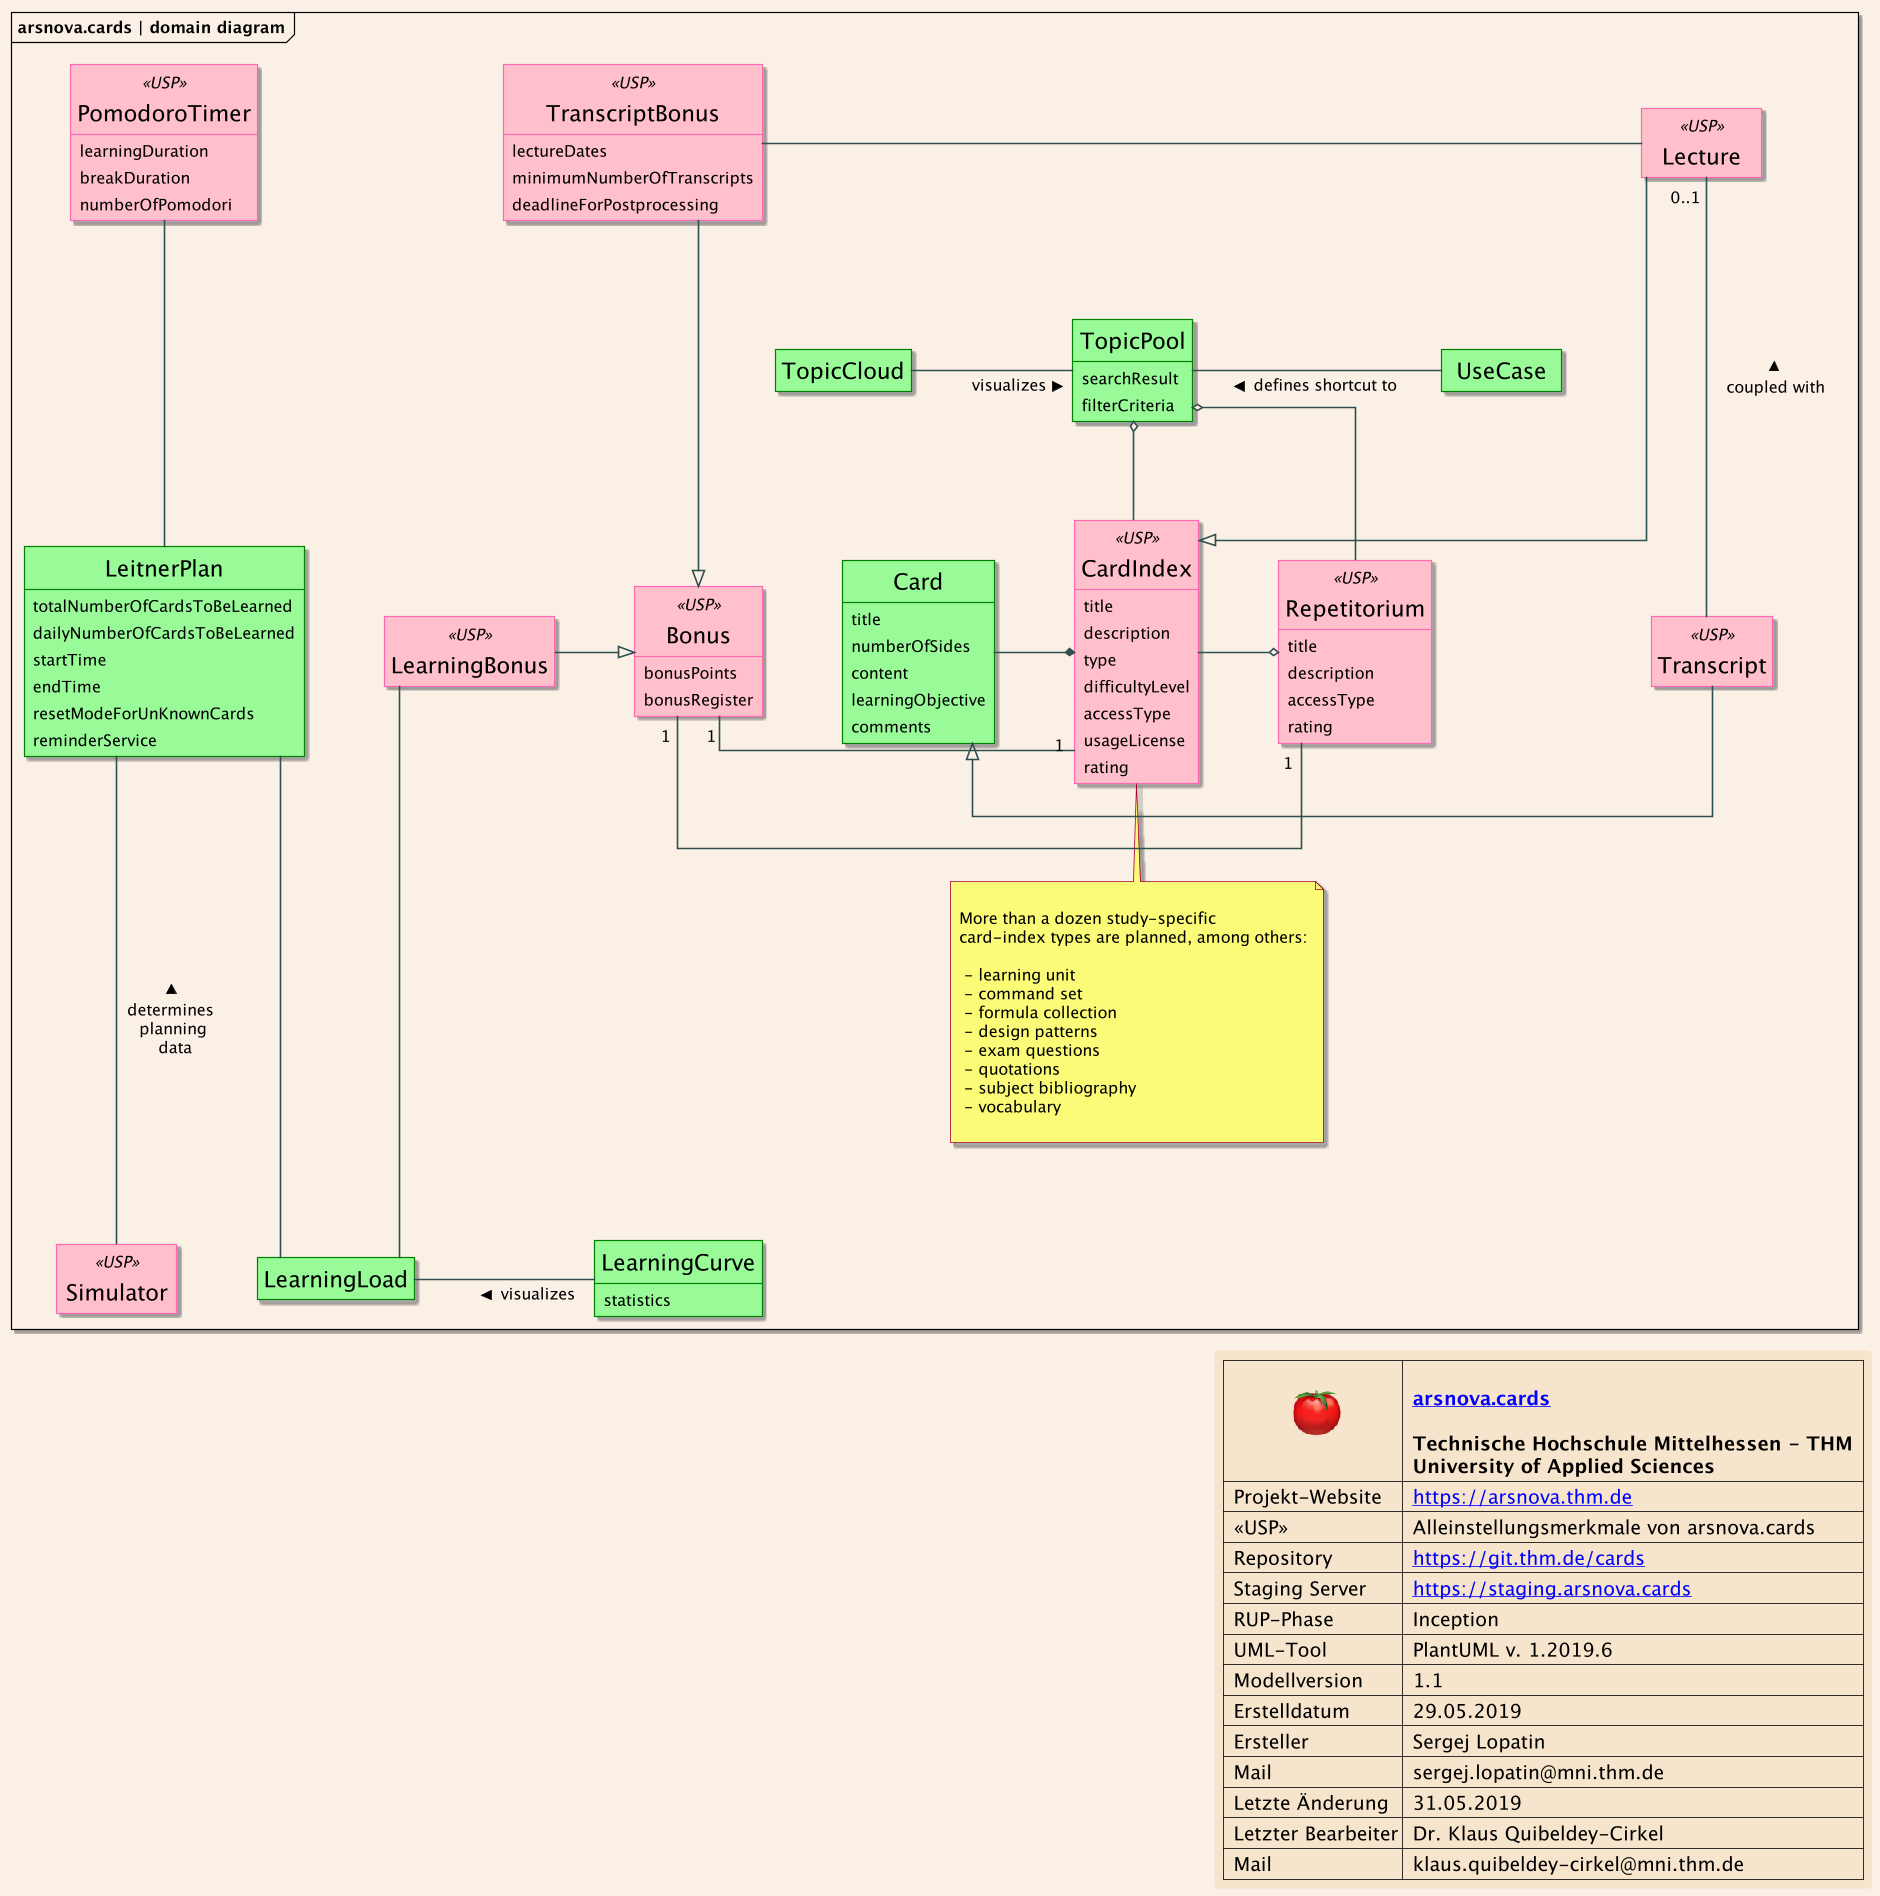 arsnova.cards | domain diagram
«USP»
PomodoroTimer
learningDuration
breakDuration
numberOfPomodori
«USP»
TranscriptBonus
lectureDates
minimumNumberOfTranscripts
deadlineForPostprocessing
«USP»
Lecture
0..1
TopicCloud
visualizes ►
TopicPool
searchResult
filterCriteria
◄ defines shortcut to
UseCase
▲
coupled with
LeitnerPlan
totalNumberOfCardsToBeLearned
dailyNumberOfCardsToBeLearned
startTime
endTime
resetModeForUnKnownCards
reminderService
«USP»
LearningBonus
«USP»
Bonus
bonusPoints
bonusRegister
1
1
Card
title
numberOfSides
content
learningObjective
comments
«USP»
CardIndex
title
description
type
difficultyLevel
accessType
usageLicense
rating
1
«USP»
Repetitorium
title
description
accessType
rating
1
«USP»
Transcript
More than a dozen study-specific
card-index types are planned, among others:
- learning unit
- command set
- formula collection
- design patterns
- exam questions
- quotations
- subject bibliography
- vocabulary
▲
determines
planning
data
«USP»
Simulator
LearningLoad
◄ visualizes
LearningCurve
statistics
arsnova.cards
Technische Hochschule Mittelhessen - THM
University of Applied Sciences
Projekt-Website https://arsnova.thm.de
«USP» Alleinstellungsmerkmale von arsnova.cards
Repository https://git.thm.de/cards
Staging Server https://staging.arsnova.cards
RUP-Phase Inception
UML-Tool PlantUML v. 1.2019.6
Modellversion 1.1
Erstelldatum 29.05.2019
Ersteller Sergej Lopatin
Mail sergej.lopatin@mni.thm.de
Letzte Änderung 31.05.2019
Letzter Bearbeiter Dr. Klaus Quibeldey-Cirkel
Mail klaus.quibeldey-cirkel@mni.thm.de